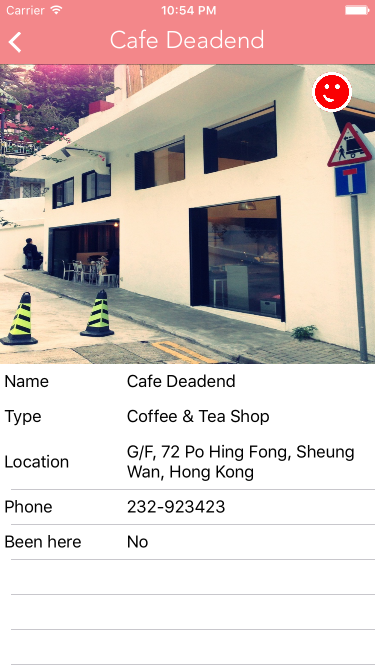 Carrier 10:54 PM
Cafe Deadend
Name Cafe Deadend
Type Coffee & Tea Shop
Location G/F, 72 Po Hing Fong, Sheung
Wan, Hong Kong
Phone 232-923423
Been here No